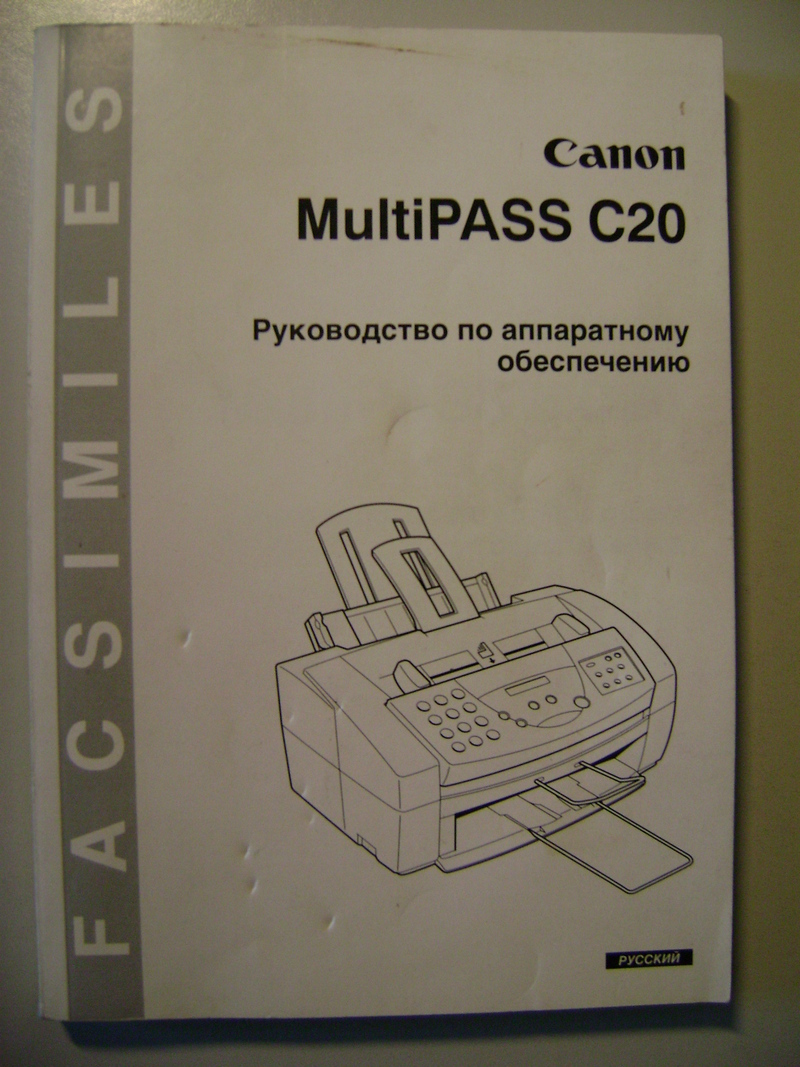 FACSIMILES
Canon
MultiPASS C20
Руководство по аппаратному
обеспечению
РУССКИЙ